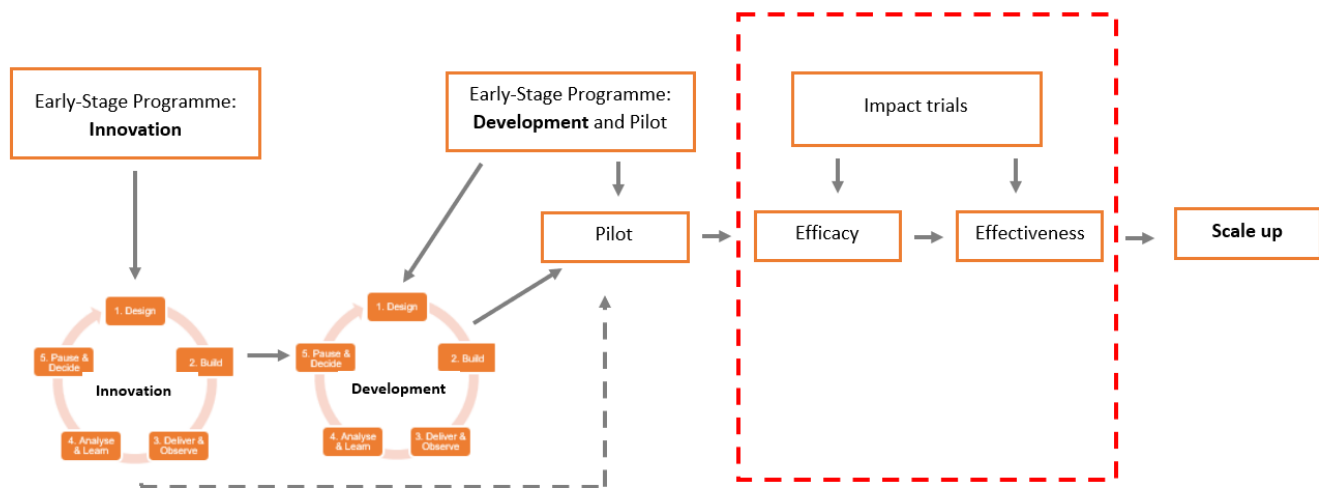 Early-Stage Programme:
Innovation
Early-Stage Programme:
Development and Pilot
Impact trials
Pilot
Efficacy
Effectiveness
Scale up
1. Design
2. Build
3. Deliver &
Observe
4. Analyse
& Learn
5. Pause &
Decide
Innovation
1. Design
2. Build
3. Deliver &
Observe
4. Analyse
& Learn
5. Pause &
Decide
Development